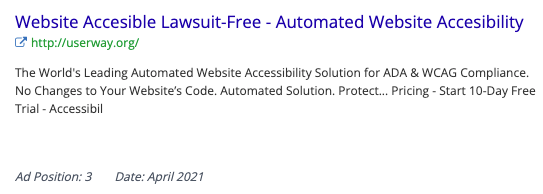 Website Accesible Lawsuit-Free - Automated Website Accesibility
http://userway.org/
The World's Leading Automated Website Accessibility Solution for ADA & WCAG Compliance.
No Changes to Your Website’s Code. Automated Solution. Protect... Pricing - Start 10-Day Free
Trial - Accessibil
Ad Position: 3 Date: April 2021